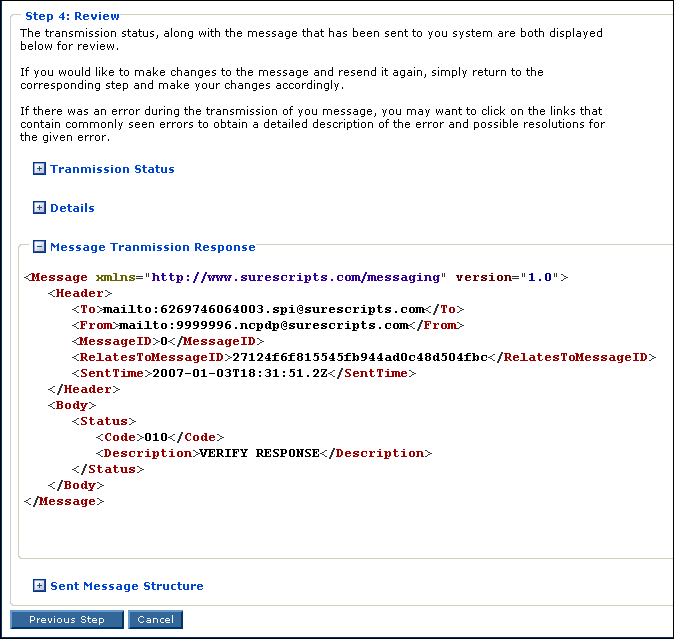 Step 4: Review
The transmission status, along with the message that has been sent to you system are both displayed
below for review.
If you would like to make changes to the message and resend it again, simply return to the
corresponding step and make your changes accordingly.
If there was an error during the transmission of you message, you may want to click on the links that
contain commonly seen errors to obtain a detailed description of the error and possible resolutions for
the given error.
Tranmission Status
Details
Message Tranmission Response
<Message xmlns="http://www.surescripts.com/messaging" version="1.0">
<Header>
<To>mailto:6269746064003.spi@surescripts.com</To>
<From>mailto:9999996.ncpdp@surescripts.com</From>
<MessageID>0</MessageID>
<RelatesToMessageID>27124f6f815545fb944ad0c48d504fbc</RelatesToMessageID>
<SentTime>2007-01-03T18:31:51.2Z</SentTime>
</Header>
<Body>
<Status>
<Code>010</Code>
<Description>VERIFY RESPONSE</Description>
</Status>
</Body>
</Message>
Sent Message Structure
Previous Step Cancel